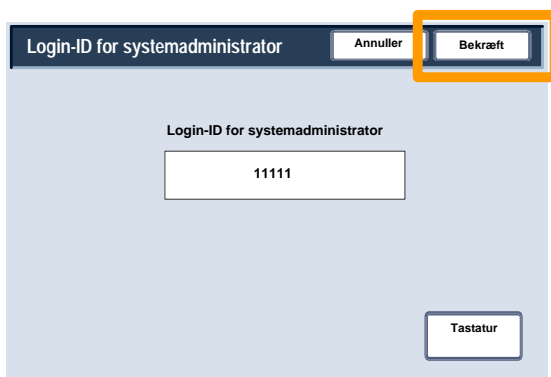 Login-ID for systemadministrator Annuller Bekræft
Login-ID for systemadministrator
11111
Tastatur